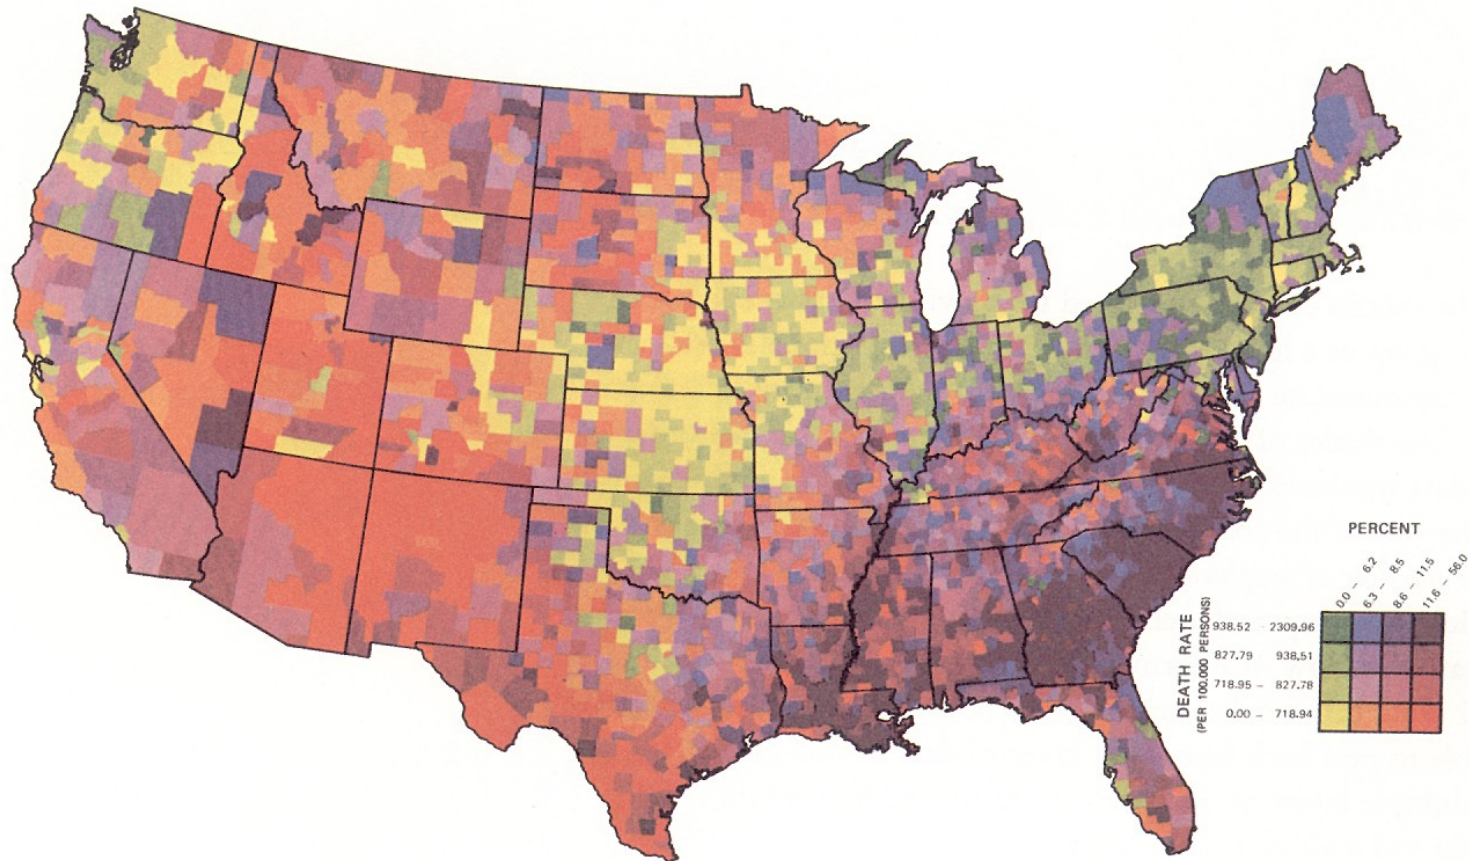 PERCENT
0.0 – 6.2
6.3 – 8.5
8.6 – 11.5
11.6 – 56.0
DEATH RATE
(PER 100,000 PERSONS)
938.52 2309.96
827.79 938.51
718.95 – 827.78
0.00 – 718.94